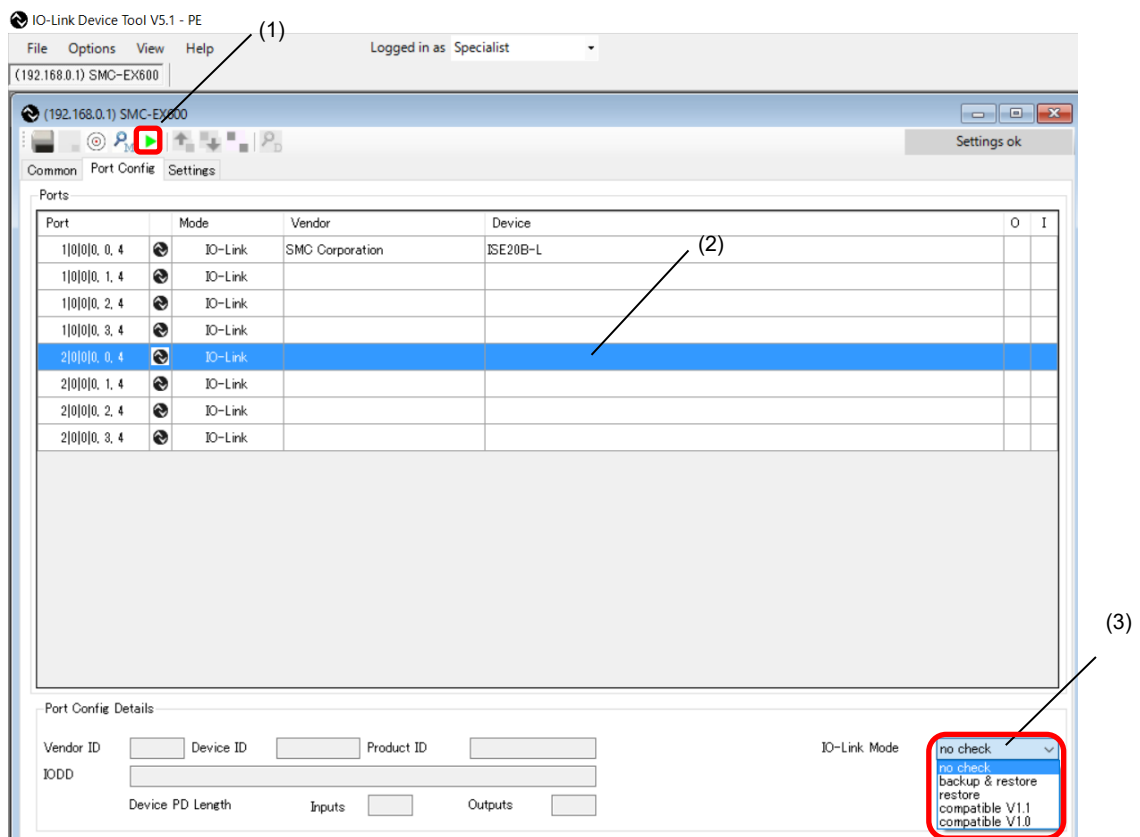 IO-Link Device Tool V5.1 - PE
(1)
File Options View Help Logged in as Specialist
(192.168.0.1) SMC-EX600
(192.168.0.1) SMC-EX600
Settings ok
Common Port Config Settings
Ports
Port Mode Vendor Device O I
1|0|0|0, 0, 4 IO-Link SMC Corporation ISE20B-L
(2)
1|0|0|0, 1, 4 IO-Link
1|0|0|0, 2, 4 IO-Link
1|0|0|0, 3, 4 IO-Link
2|0|0|0, 0, 4 IO-Link
2|0|0|0, 1, 4 IO-Link
2|0|0|0, 2, 4 IO-Link
2|0|0|0, 3, 4 IO-Link
(3)
Port Config Details
Vendor ID Device ID Product ID IO-Link Mode no check
no check
IODD backup & restore
restore
Device PD Length Inputs Outputs compatible V1.1
compatible V1.0